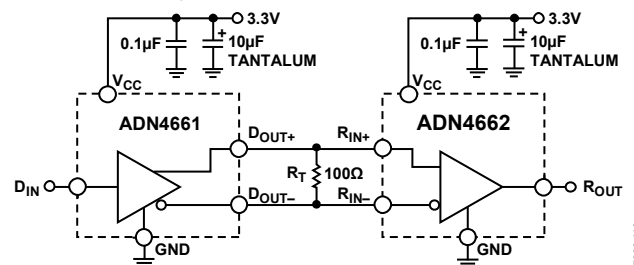 3.3V
3.3V
0.1µF
+
10µF
TANTALUM
0.1µF
+
10µF
TANTALUM
VCC
VCC
ADN4661
ADN4662
DOUT+
RIN+
DIN
RT
100Ω
ROUT
DOUT–
RIN–
GND
GND